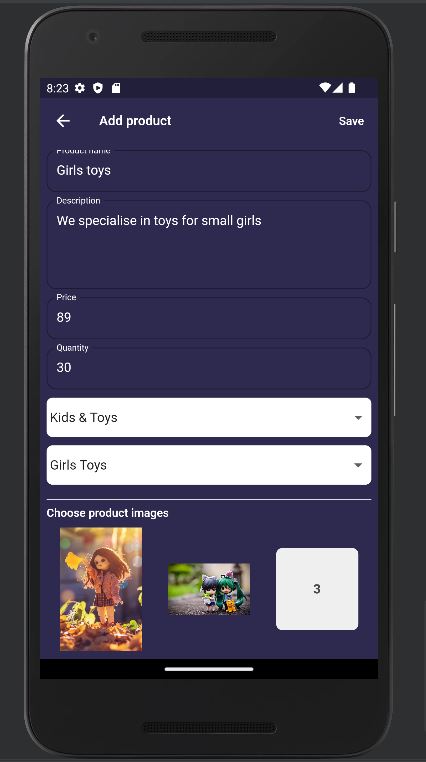 8:23
Add product
Save
Product name
Girls toys
Description
We specialise in toys for small girls
Price
89
Quantity
30
Kids & Toys
Girls Toys
Choose product images
3